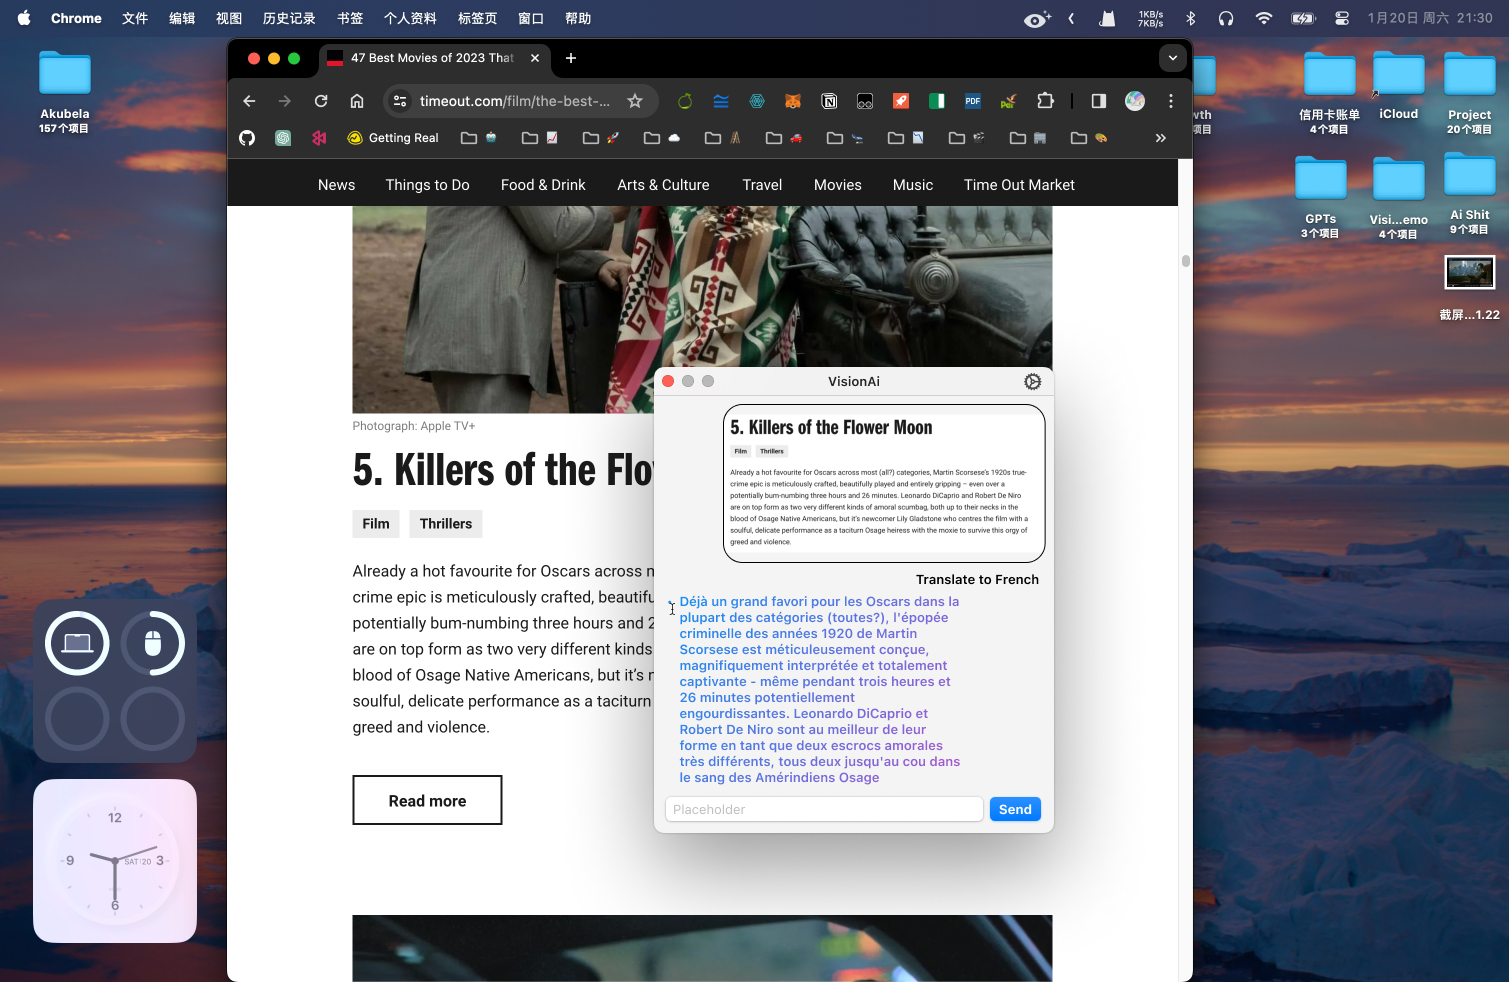 Chrome 文件 编辑 视图 历史记录 书签 个人资料 标签页 窗口 帮助
1KB/s
7KB/s
1月20日 周六 21:30
Akubela
157个项目
信用卡账单
4个项目
iCloud
Project
20个项目
GPTs
3个项目
Visi...emo
4个项目
Ai Shit
9个项目
截屏...1.22
47 Best Movies of 2023 That
timeout.com/film/the-best-...
PDF
Getting Real
News Things to Do Food & Drink Arts & Culture Travel Movies Music Time Out Market
Photograph: Apple TV+
5. Killers of the Flo
Film Thrillers
Already a hot favourite for Oscars across
crime epic is meticulously crafted, beautifu
potentially bum-numbing three hours and 2
are on top form as two very different kinds
blood of Osage Native Americans, but it's
soulful, delicate performance as a taciturn
greed and violence.
Read more
VisionAi
5. Killers of the Flower Moon
Film Thrillers
Already a hot favourite for Oscars across most (all?) categories, Martin Scorsese's 1920s true-
crime epic is meticulously crafted, beautifully played and entirely gripping – even over a
potentially bum-numbing three hours and 26 minutes. Leonardo DiCaprio and Robert De Niro
are on top form as two very different kinds of amoral scumbag, both up to their necks in the
blood of Osage Native Americans, but it's newcomer Lily Gladstone who centres the film with a
soulful, delicate performance as a taciturn Osage heiress with the moxie to survive this orgy of
greed and violence.
Translate to French
Déjà un grand favori pour les Oscars dans la
plupart des catégories (toutes?), l'épopée
criminelle des années 1920 de Martin
Scorsese est méticuleusement conçue,
magnifiquement interprétée et totalement
captivante - même pendant trois heures et
26 minutes potentiellement
engourdissantes. Leonardo DiCaprio et
Robert De Niro sont au meilleur de leur
forme en tant que deux escrocs amorales
très différents, tous deux jusqu'au cou dans
le sang des Amérindiens Osage
Placeholder
Send
12
9 SAT 20 3
6